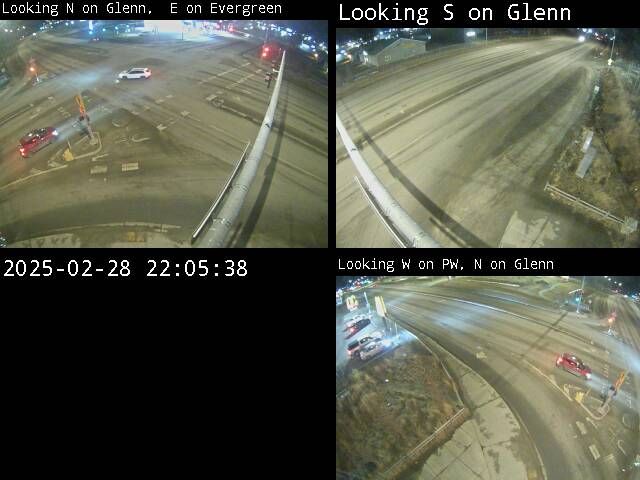 Looking N on Glenn, E on Evergreen
Looking S on Glenn
2025-02-28 22:05:38
Looking W on PW, N on Glenn